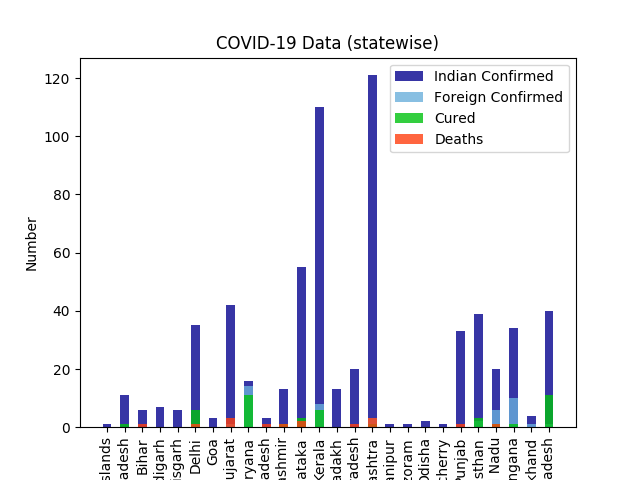 COVID-19 Data (statewise)
Indian Confirmed
Foreign Confirmed
Cured
Deaths
120
100
80
60
40
20
0
Number
slands
adesh
Bihar
digarh
isgarh
Delhi
Goa
ujarat
ryana
adesh
shmir
ataka
Kerala
adakh
radesh
ashtra
anipur
zoram
Odisha
cherry
Punjab
sthan
Nadu
ngana
khand
adesh